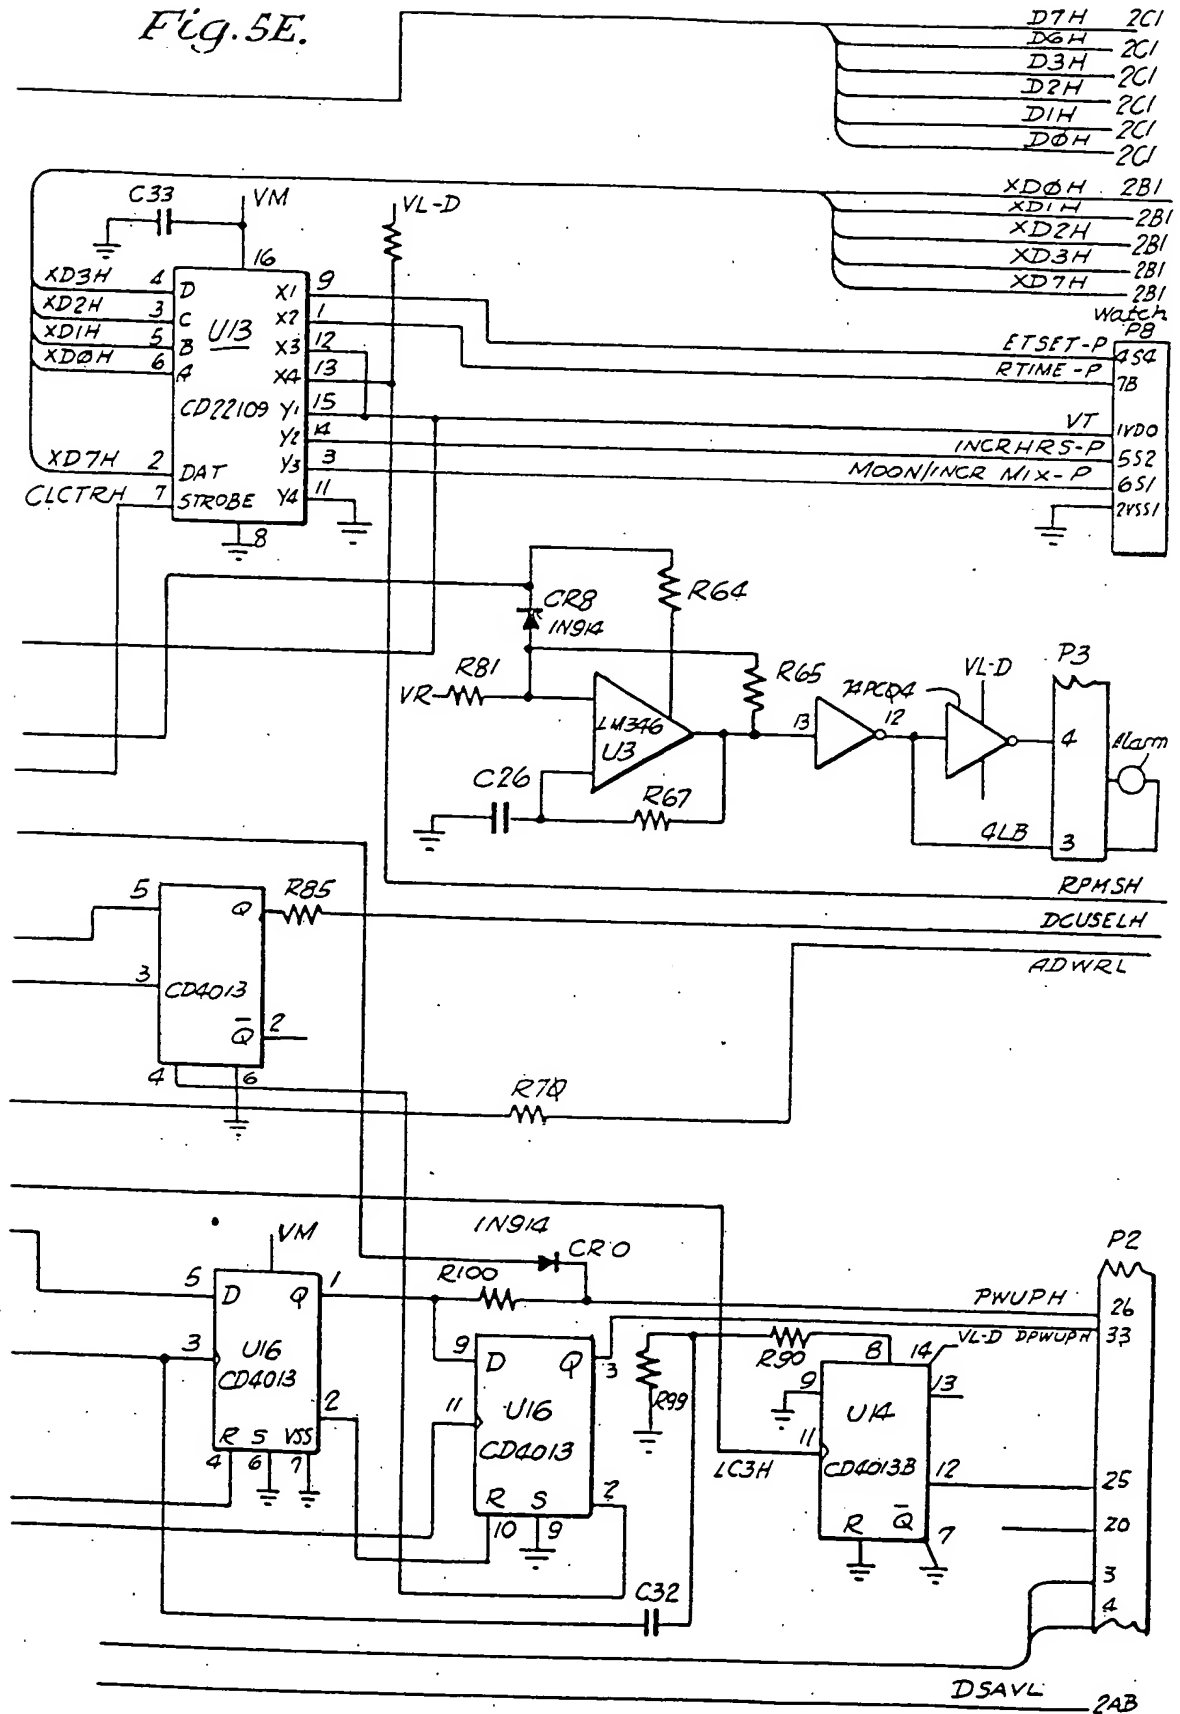 Fig. 5E.
D7H 2C1
D6H 2C1
D3H 2C1
D2H 2C1
D1H 2C1
DØH 2C1
XDØH 2B1
XD1H 2B1
XD2H 2B1
XD3H 2B1
XD7H 2B1
C33
VM
VL-D
16
XD3H 4 D
XD2H 3 C
XD1H 5 B
XDØH 6 A
U13
CD22109
X1 9
X2 1
X3 12
X4 13
Y1 15
Y2 14
Y3 3
Y4 11
XD7H 2 DAT
CLCTRH 7 STROBE
8
Watch
P8
ETSET-P 4S4
RTIME-P 7B
VT 1VDO
INCRHRS-P 5S2
MOON/INCR MIX-P 6S1
2VSS1
CR8
1N914
R64
R81
VR
R65
LM346
U3
C26
R67
13
12
VL-D
P3
4
Alarm
4LB
3
RPMSH
DCUSELH
ADWRL
5
Q
R85
3
CD4013
Q 2
4
6
R7Ø
1N914
CR O
VM
R100
P2
PWUPH 26
VL-D DPWUPH 33
5 D Q 1
3
U16
CD4013
2
R S VSS
4 6 7
9 D Q 3
11
U16
CD4013
R S 2
10 9
R99
R90
8
14
9
13
U14
11
CD4013B
12
LC3H
R Q
7
25
20
3
4
C32
DSAVL 2AB